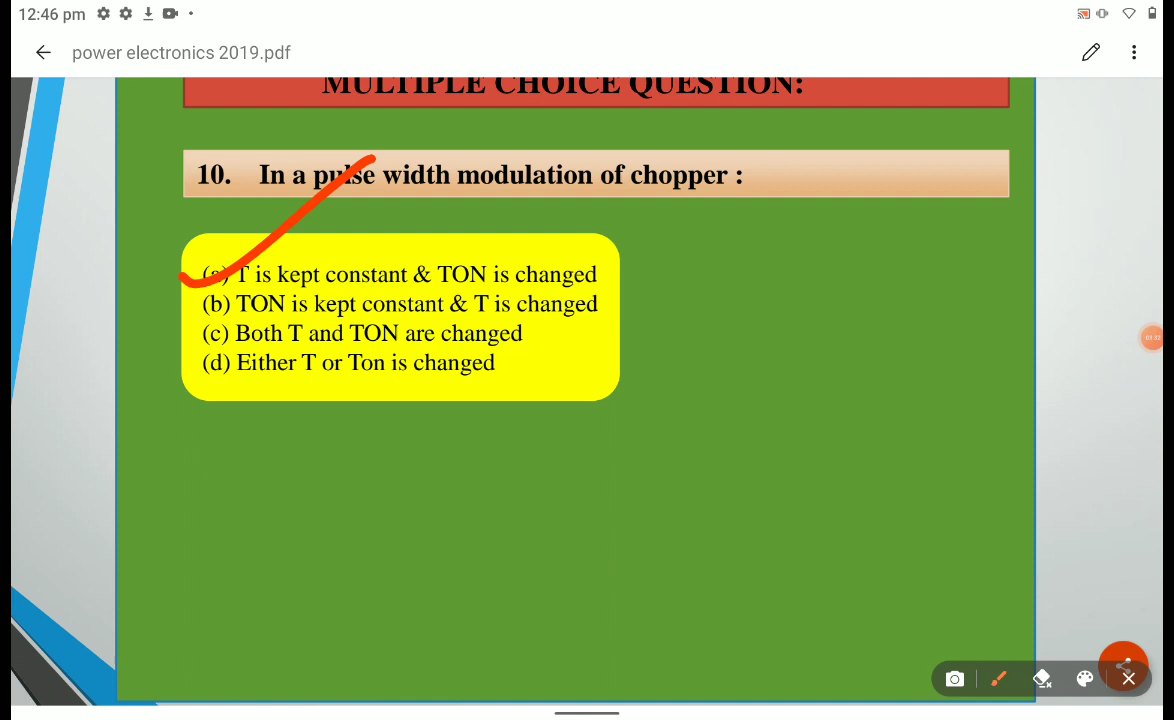 12:46 pm
power electronics 2019.pdf
MULTIPLE CHOICE QUESTION:
10. In a pulse width modulation of chopper :
(a) T is kept constant & TON is changed
(b) TON is kept constant & T is changed
(c) Both T and TON are changed
(d) Either T or Ton is changed